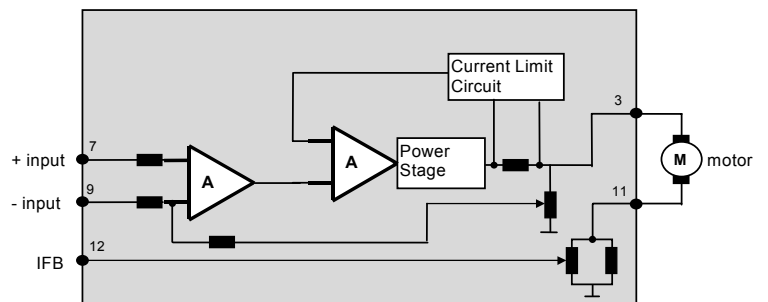 Current Limit
Circuit
3
7
+ input
A
A
Power
Stage
M
motor
9
- input
11
12
IFB